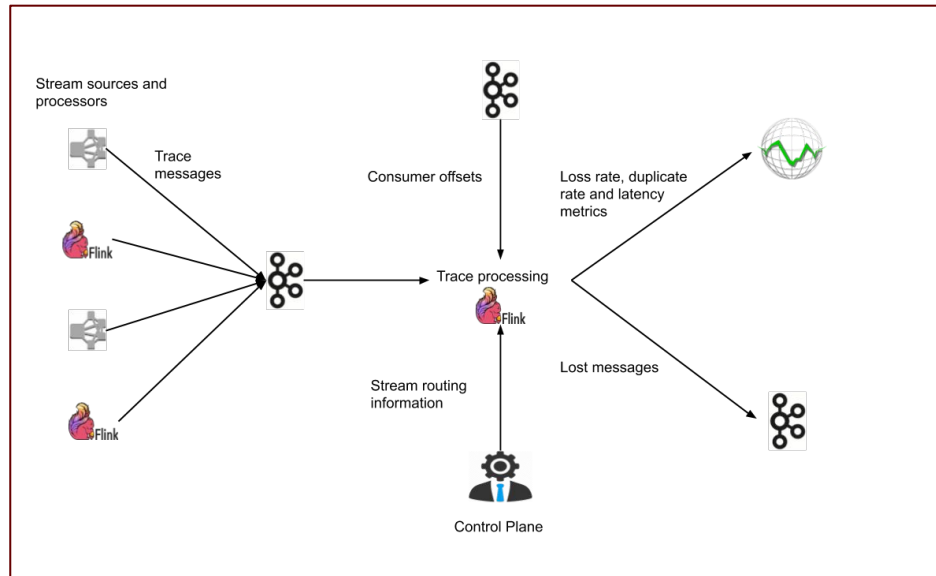 Stream sources and
processors
Trace
messages
Flink
Flink
Consumer offsets
Trace processing
Flink
Stream routing
information
Control Plane
Loss rate, duplicate
rate and latency
metrics
Lost messages